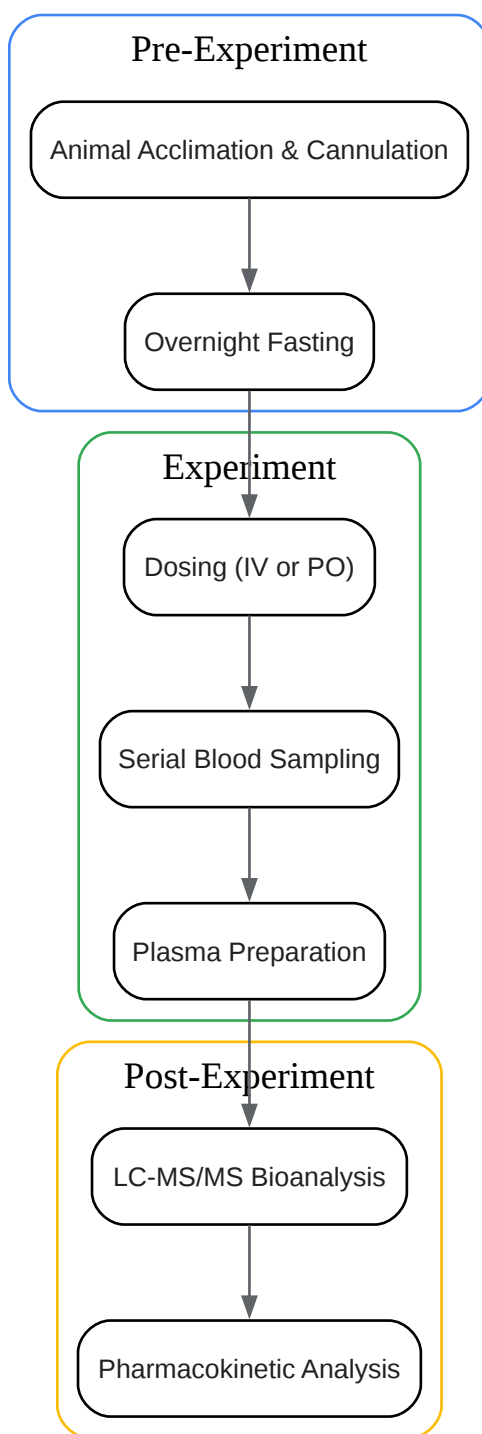 Pre-Experiment
Animal Acclimation & Cannulation
Overnight Fasting
Experiment
Dosing (IV or PO)
Serial Blood Sampling
Plasma Preparation
Post-Experiment
LC-MS/MS Bioanalysis
Pharmacokinetic Analysis